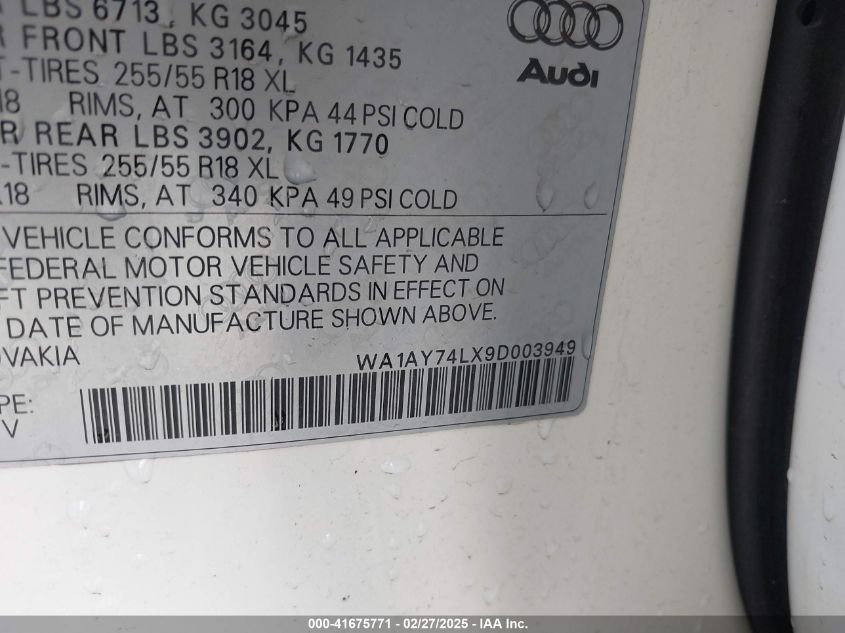 LBS 6713, KG 3045
FRONT LBS 3164, KG 1435
-TIRES 255/55 R18 XL
18 RIMS, AT 300 KPA 44 PSI COLD
R REAR LBS 3902, KG 1770
-TIRES 255/55 R18 XL
18 RIMS, AT 340 KPA 49 PSI COLD
Audi
VEHICLE CONFORMS TO ALL APPLICABLE
FEDERAL MOTOR VEHICLE SAFETY AND
FT PREVENTION STANDARDS IN EFFECT ON
DATE OF MANUFACTURE SHOWN ABOVE.
OVAKIA
WA1AY74LX9D003949
PE:
V
000-41675771 - 02/27/2025 - IAA Inc.